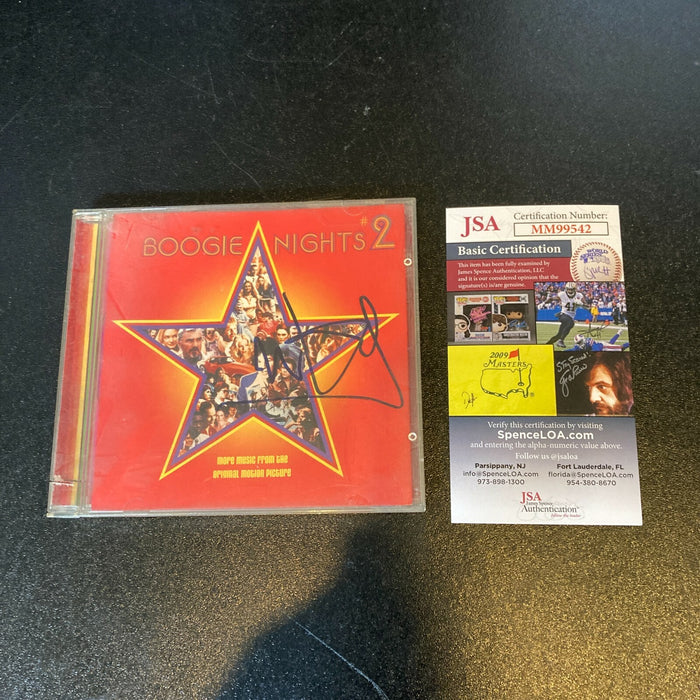 BOOGIE NIGHTS #2
MORE MUSIC FROM THE
ORIGINAL MOTION PICTURE
JSA
Certification Number:
MM99542
Basic Certification
This item has been fully examined by
James Spence Authentication, LLC
and it is our considered opinion that the
signature(s) is/are genuine.
2009
MASTERS
Verify this certification by visiting
SpenceLOA.com
and entering the alpha-numeric value above.
Follow us @jsaloa
Parsippany, NJ
info@SpenceLOA.com
973-898-1300
Fort Lauderdale, FL
florida@SpenceLOA.com
954-380-8670
JSA
James Spence
Authentication